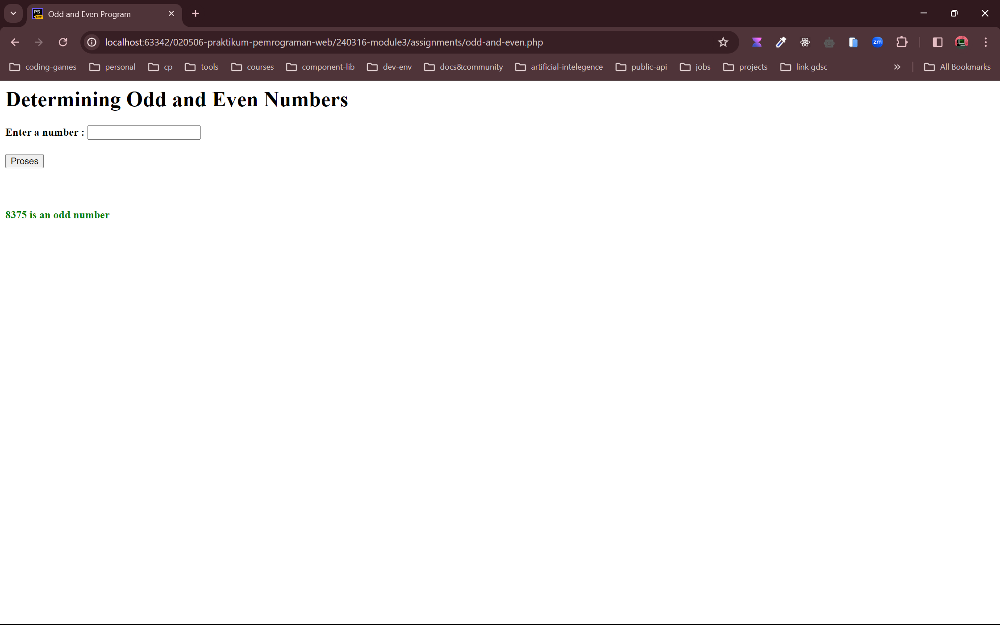 Odd and Even Program
localhost:63342/020506-praktikum-pemrograman-web/240316-module3/assignments/odd-and-even.php
zm
coding-games personal cp tools courses component-lib dev-env docs&community artificial-intelegence public-api jobs projects link gdsc All Bookmarks
Determining Odd and Even Numbers
Enter a number :
Proses
8375 is an odd number